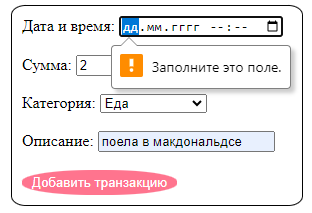 Дата и время: дд.мм.гггг --:--
Заполните это поле.
Сумма: 2
Категория: Еда
Описание: поела в макдональдсе
Добавить транзакцию